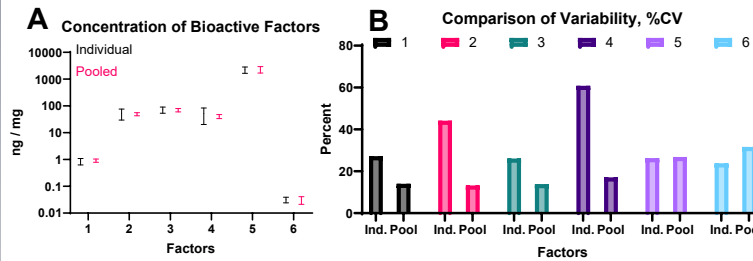 A
Concentration of Bioactive Factors
Individual
Pooled
10000
1000
100
10
1
0.1
0.01
ng / mg
1 2 3 4 5 6
Factors
B
Comparison of Variability, %CV
1 2 3 4 5 6
80
60
40
20
0
Percent
Ind. Pool Ind. Pool Ind. Pool Ind. Pool Ind. Pool Ind. Poo
Factors